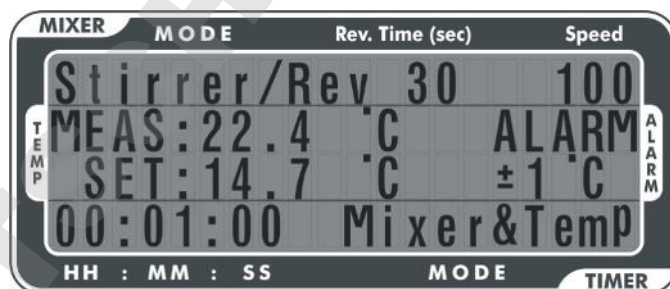 MIXER MODE Rev. Time (sec) Speed
Stirrer/Rev 30 100
TEMP MEAS:22.4 °C ALARM ALARM
SET:14.7 °C ±1 °C
00:01:00 Mixer&Temp
HH : MM : SS MODE TIMER